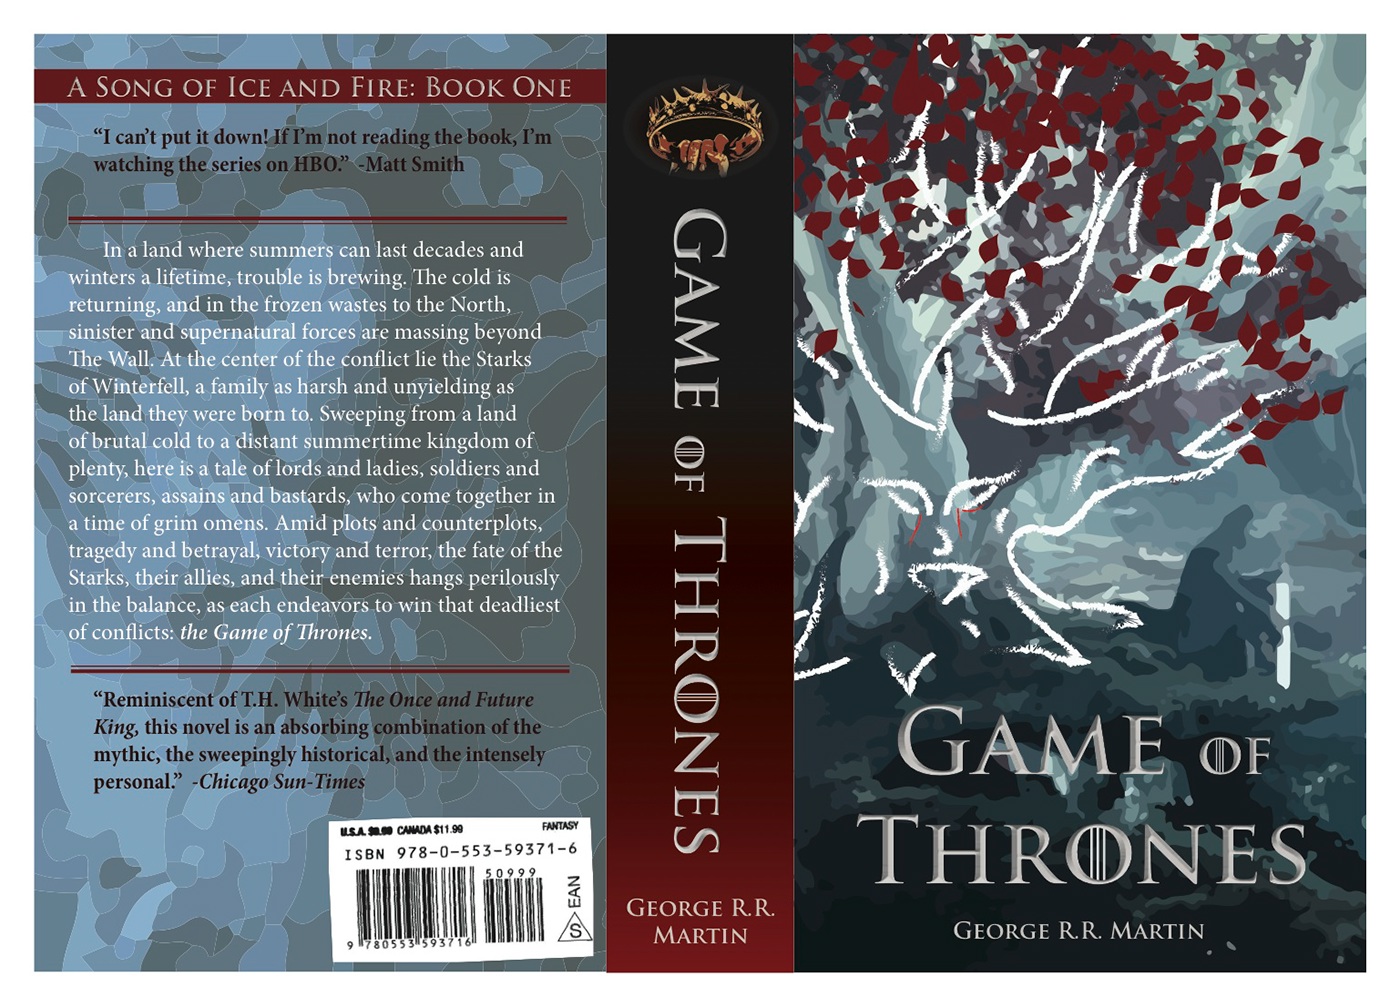 A Song of Ice and Fire: Book One
“I can’t put it down! If I’m not reading the book, I’m
watching the series on HBO.” -Matt Smith
In a land where summers can last decades and
winters a lifetime, trouble is brewing. The cold is
returning, and in the frozen wastes to the North,
sinister and supernatural forces are massing beyond
The Wall. At the center of the conflict lie the Starks
of Winterfell, a family as harsh and unyielding as
the land they were born to. Sweeping from a land
of brutal cold to a distant summertime kingdom of
plenty, here is a tale of lords and ladies, soldiers and
sorcerers, assains and bastards, who come together in
a time of grim omens. Amid plots and counterplots,
tragedy and betrayal, victory and terror, the fate of the
Starks, their allies, and their enemies hangs perilously
in the balance, as each endeavors to win that deadliest
of conflicts: the Game of Thrones.
“Reminiscent of T.H. White’s The Once and Future
King, this novel is an absorbing combination of the
mythic, the sweepingly historical, and the intensely
personal.” -Chicago Sun-Times
U.S.A. CANADA $11.99 FANTASY
ISBN 978-0-553-59371-6
50999
9 780553 593716
EAN
S
Game of Thrones
George R.R.
Martin
Game of
Thrones
George R.R. Martin